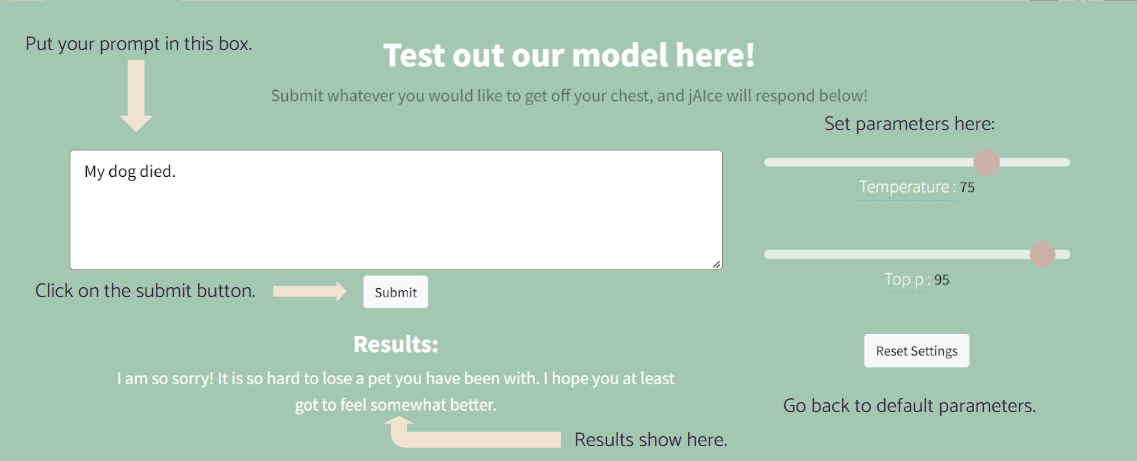 Put your prompt in this box.
Test out our model here!
Submit whatever you would like to get off your chest, and jAIce will respond below!
Set parameters here:
My dog died.
Temperature : 75
Top p : 95
Click on the submit button.
Submit
Results:
I am so sorry! It is so hard to lose a pet you have been with. I hope you at least
got to feel somewhat better.
Reset Settings
Go back to default parameters.
Results show here.